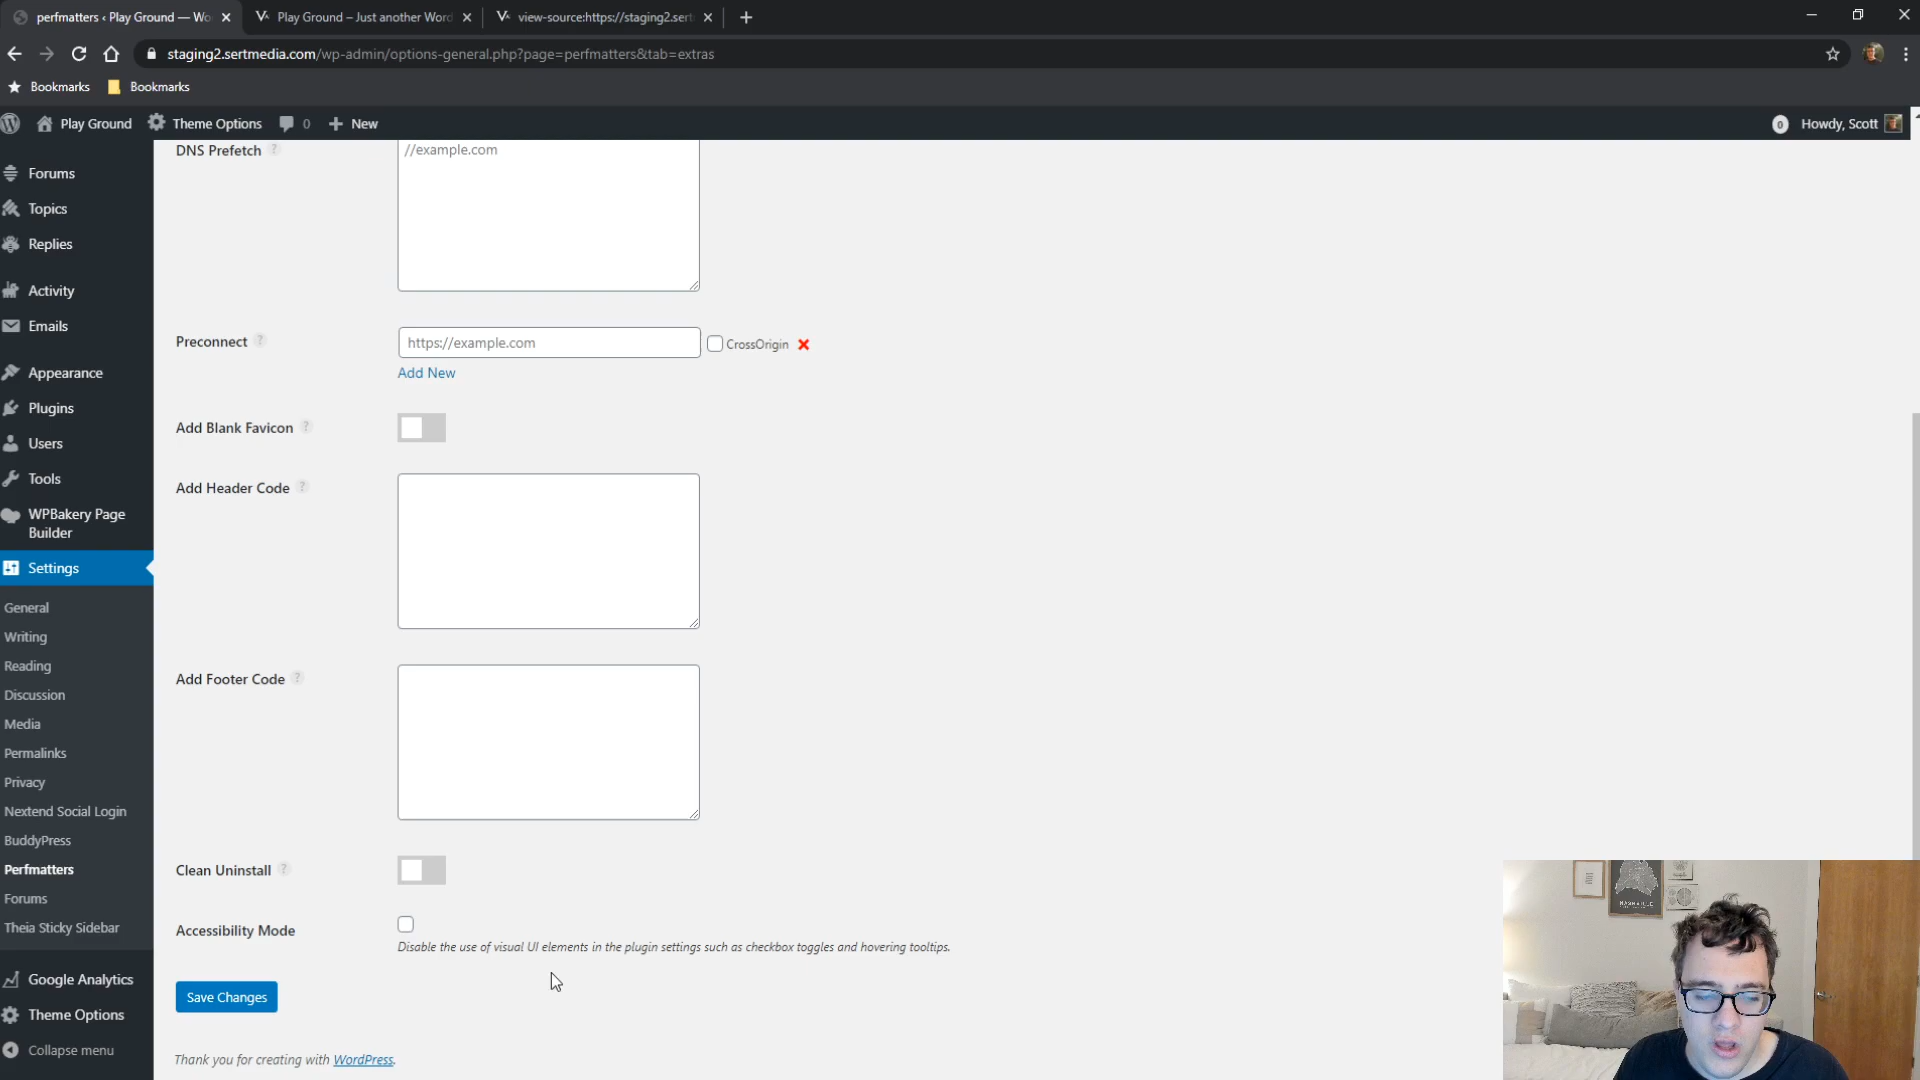 perfmatters ‹ Play Ground — Wo
Play Ground – Just another Word
view-source:https://staging2.sert
staging2.sertmedia.com/wp-admin/options-general.php?page=perfmatters&tab=extras
Bookmarks
Bookmarks
Play Ground
Theme Options
0
New
0
Howdy, Scott
Forums
Topics
Replies
Activity
Emails
Appearance
Plugins
Users
Tools
WPBakery Page
Builder
Settings
General
Writing
Reading
Discussion
Media
Permalinks
Privacy
Nextend Social Login
BuddyPress
Perfmatters
Forums
Theia Sticky Sidebar
Google Analytics
Theme Options
Collapse menu
DNS Prefetch ?
//example.com
Preconnect ?
https://example.com
CrossOrigin
Add New
Add Blank Favicon ?
Add Header Code ?
Add Footer Code ?
Clean Uninstall ?
Accessibility Mode
Disable the use of visual UI elements in the plugin settings such as checkbox toggles and hovering tooltips.
Save Changes
Thank you for creating with WordPress.
NASHVILLE